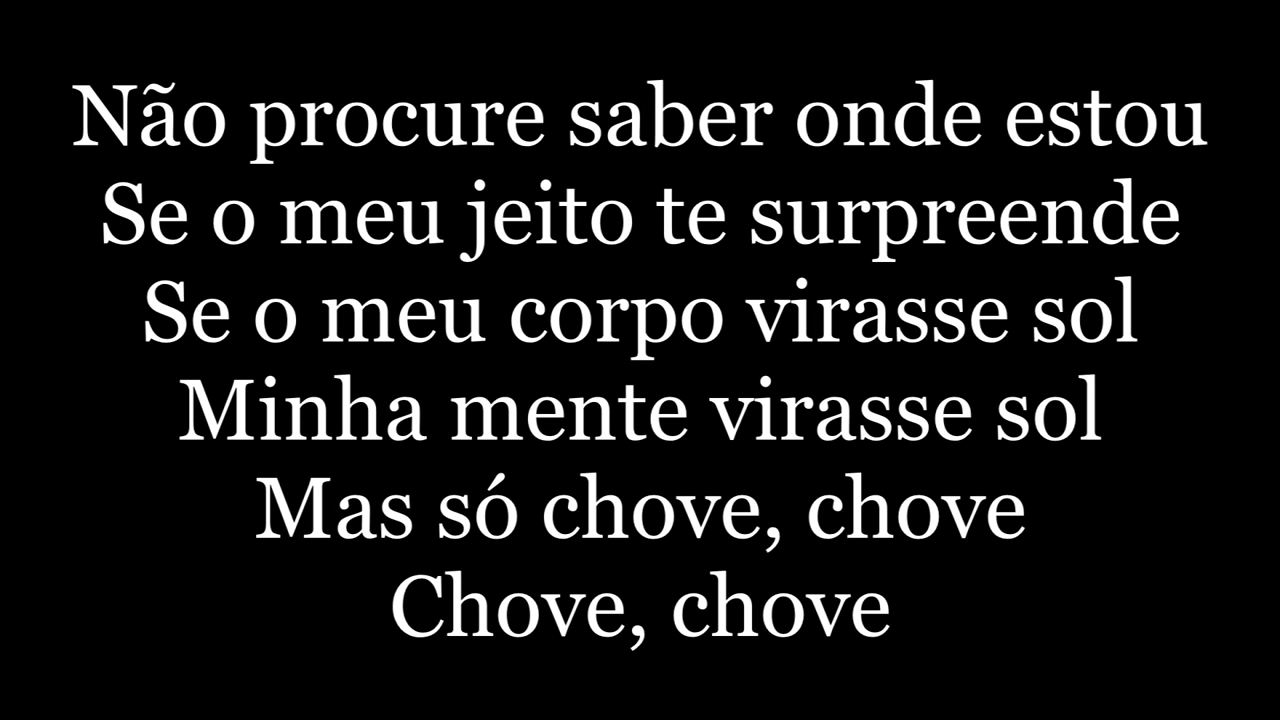 Não procure saber onde estou
Se o meu jeito te surpreende
Se o meu corpo virasse sol
Minha mente virasse sol
Mas só chove, chove
Chove, chove